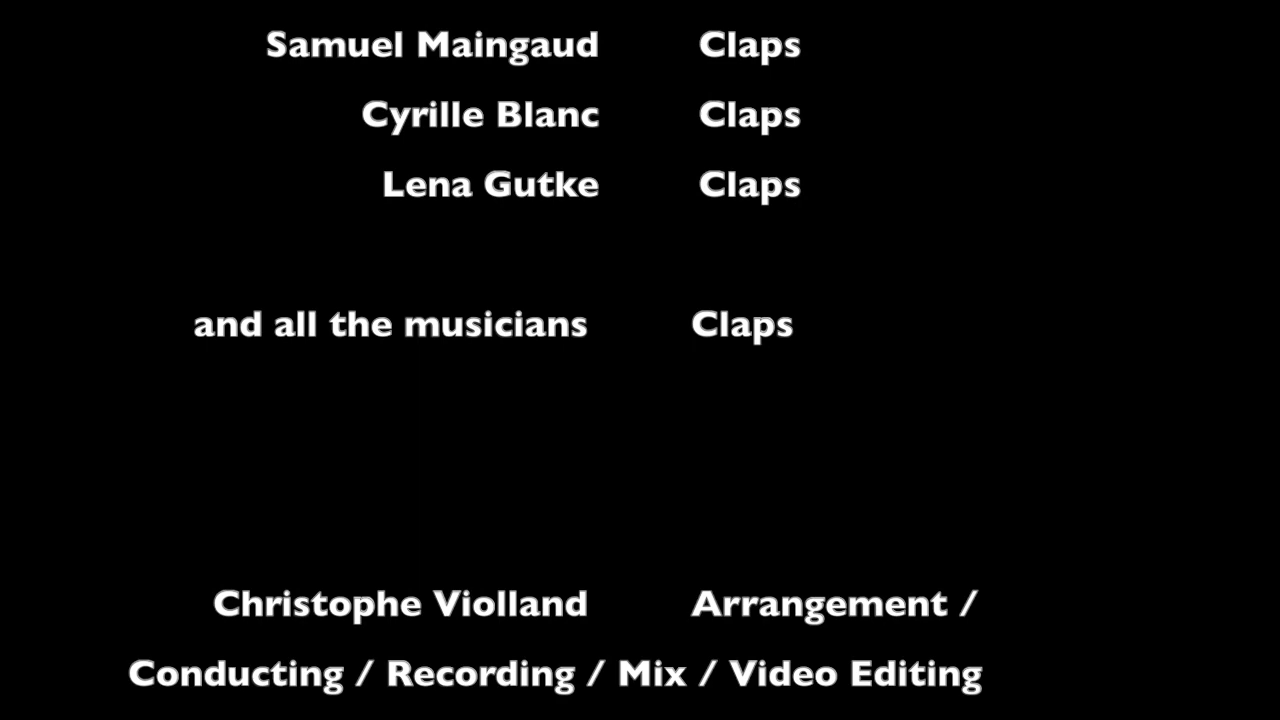 Samuel Maingaud Claps
Cyrille Blanc Claps
Lena Gutke Claps
and all the musicians Claps
Christophe Violland Arrangement /
Conducting / Recording / Mix / Video Editing